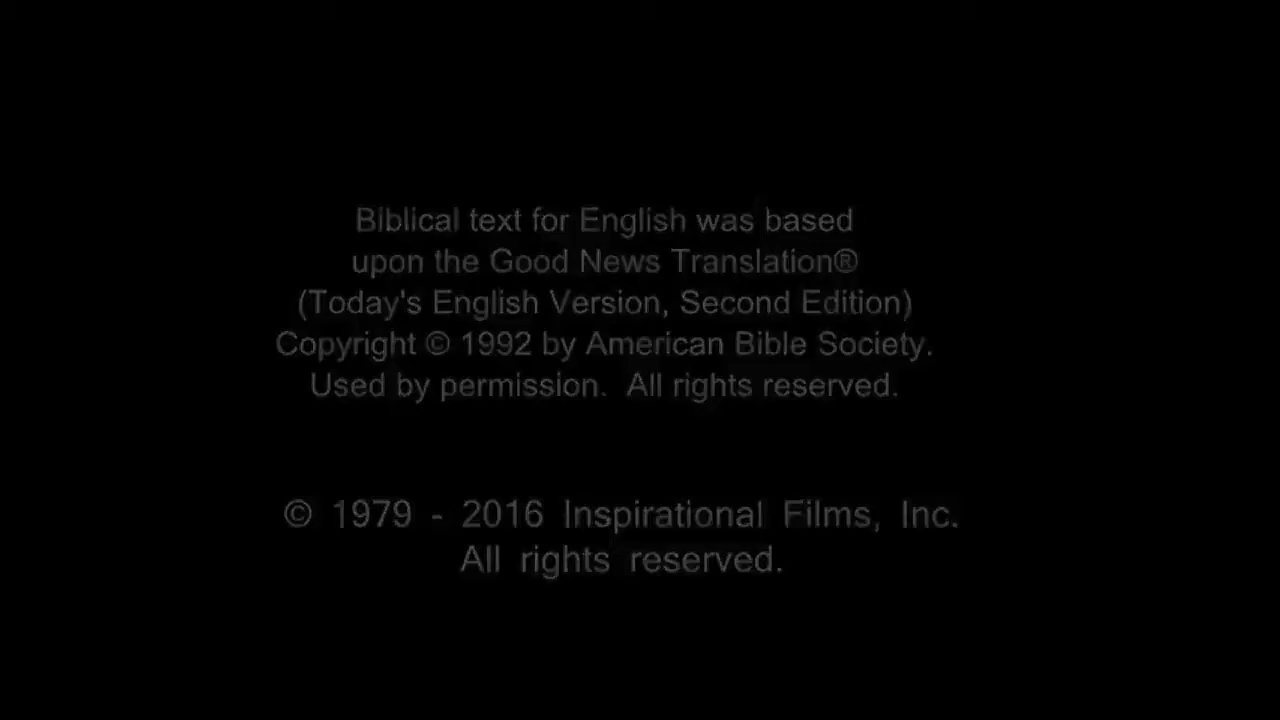 Biblical text for English was based
upon the Good News Translation®
(Today's English Version, Second Edition)
Copyright © 1992 by American Bible Society.
Used by permission. All rights reserved.
© 1979 - 2016 Inspirational Films, Inc.
All rights reserved.